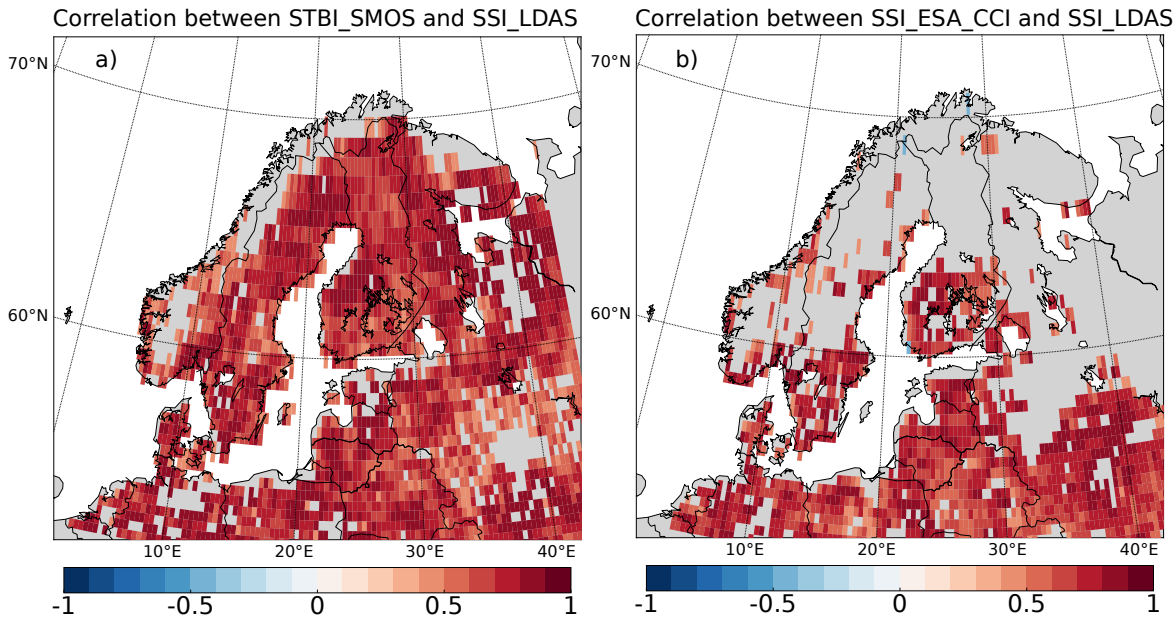 Correlation between STBI_SMOS and SSI_LDAS
Correlation between SSI_ESA_CCI and SSI_LDAS
a)
70°N
60°N
10°E 20°E 30°E 40°E
-1 -0.5 0 0.5 1
b)
70°N
60°N
10°E 20°E 30°E 40°E
-1 -0.5 0 0.5 1